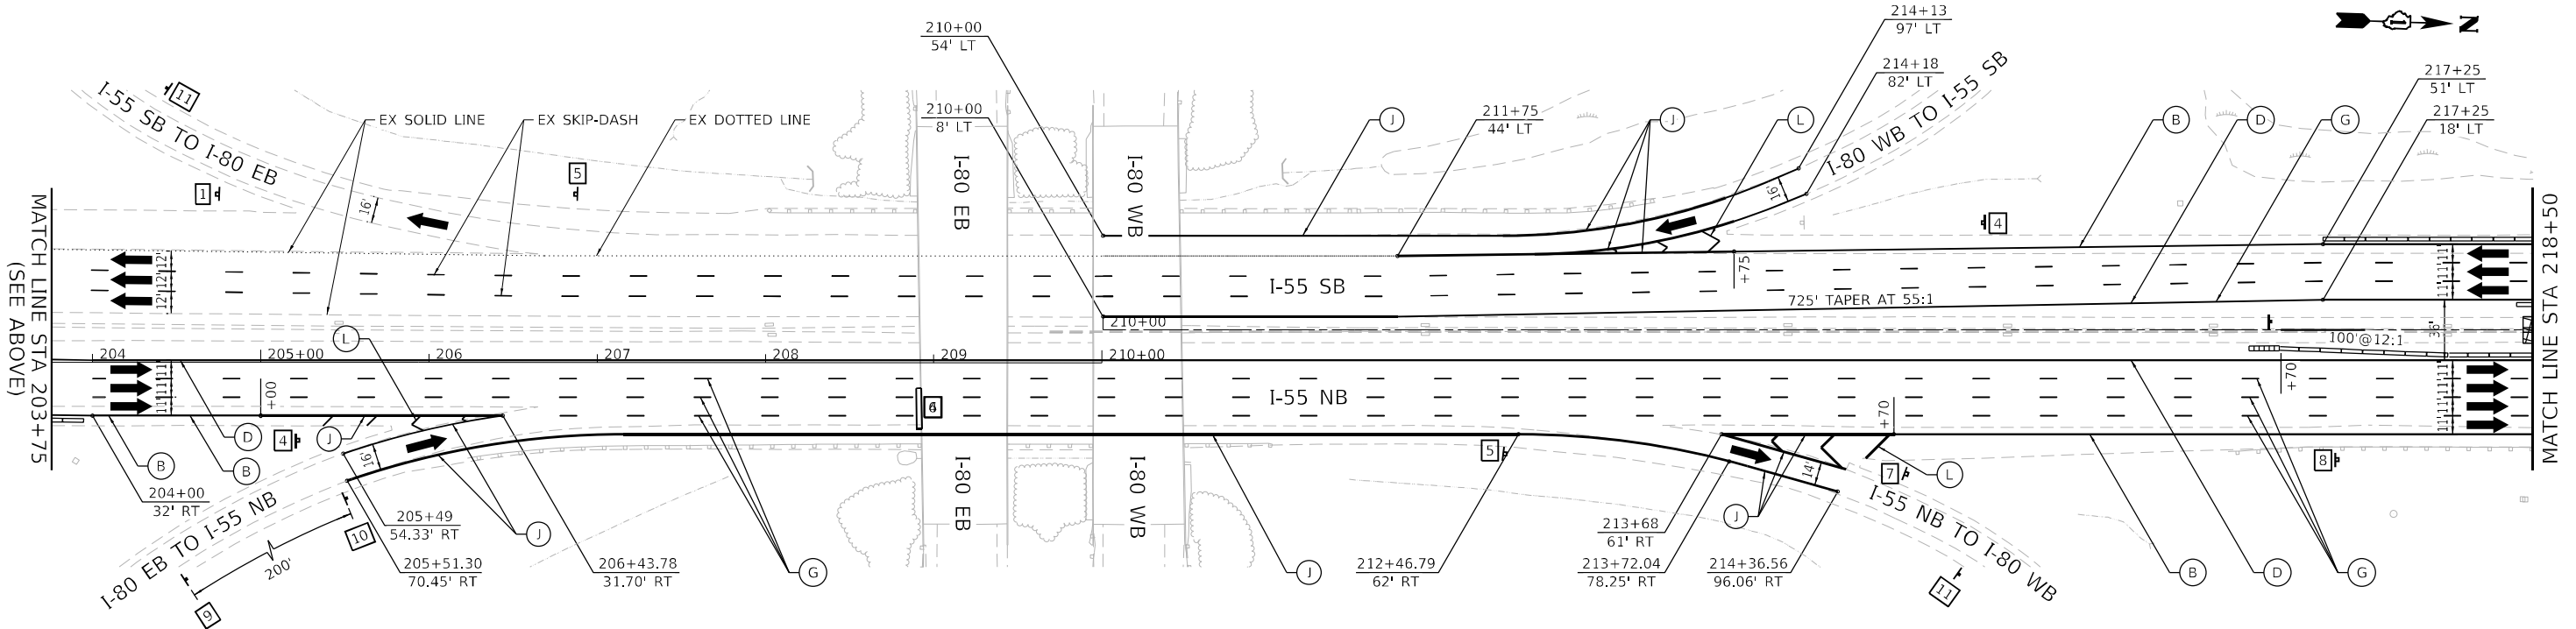 210+00
54' LT
214+13
97' LT
N
214+18
82' LT
217+25
51' LT
217+25
18' LT
I-55 SB TO I-80 EB
11
EX SOLID LINE
EX SKIP-DASH
EX DOTTED LINE
210+00
8' LT
J
211+75
44' LT
J
L
I-80 WB TO I-55 SB
B
D
G
1
5
16'
I-80 EB
I-80 WB
16'
4
MATCH LINE STA 203+75
(SEE ABOVE)
12'
12'
12'
I-55 SB
+75
725' TAPER AT 55:1
11'
11'
11'
MATCH LINE STA 218+50
210+00
36'
100'@12:1
L
204
205+00
206
207
208
209
210+00
11'
11'
11'
+00
I-55 NB
+70
+70
11'
11'
11'
11'
6
4
J
D
B
B
16'
5
14'
7
L
8
204+00
32' RT
I-80 EB TO I-55 NB
10
200'
9
205+49
54.33' RT
205+51.30
70.45' RT
J
206+43.78
31.70' RT
G
I-80 EB
I-80 WB
J
212+46.79
62' RT
213+68
61' RT
213+72.04
78.25' RT
J
214+36.56
96.06' RT
I-55 NB TO I-80 WB
11
B
D
G